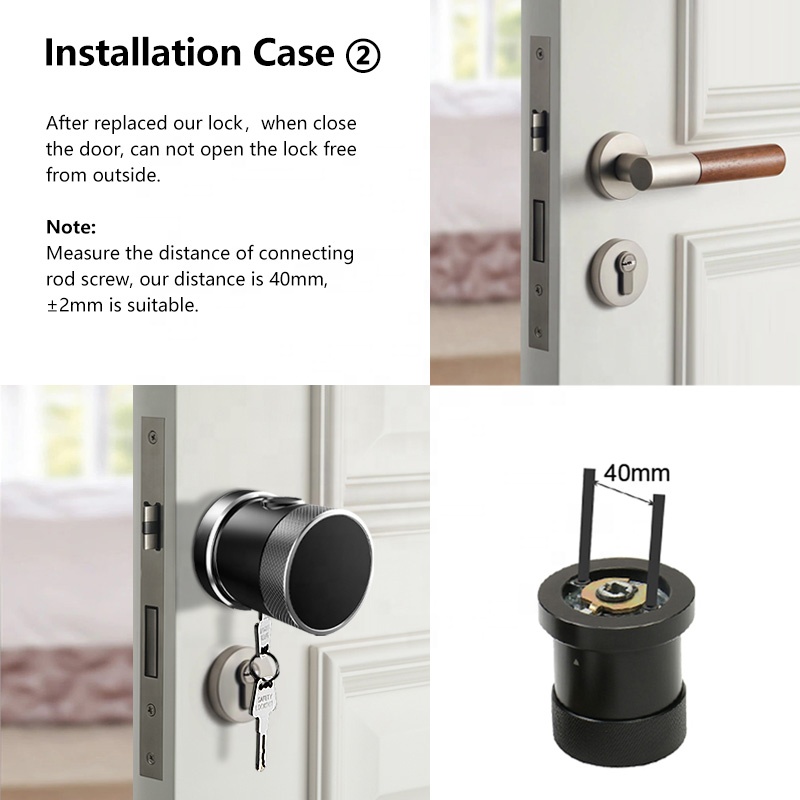 Installation Case ②
After replaced our lock，when close
the door, can not open the lock free
from outside.
Note:
Measure the distance of connecting
rod screw, our distance is 40mm,
±2mm is suitable.
40mm
SAFETY